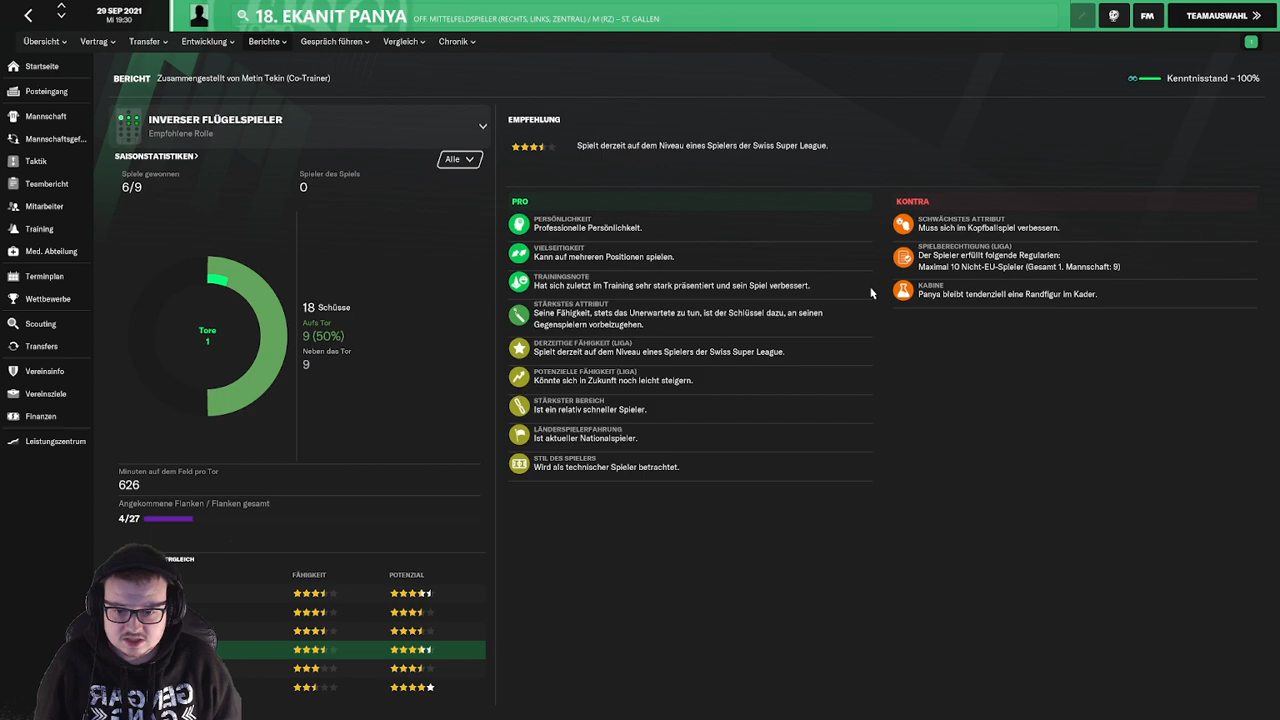 29 SEP 2021
MI 19:30
18. EKANIT PANYA
OFF. MITTELFELDSPIELER (RECHTS, LINKS, ZENTRAL) / M (RZ) – ST. GALLEN
FM
TEAMAUSWAHL
Übersicht
Vertrag
Transfer
Entwicklung
Berichte
Gespräch führen
Vergleich
Chronik
1
Startseite
Posteingang
Mannschaft
Mannschaftsgef...
Taktik
Teambericht
Mitarbeiter
Training
Med. Abteilung
Terminplan
Wettbewerbe
Scouting
Transfers
Vereinsinfo
Vereinsziele
Finanzen
Leistungszentrum
BERICHT Zusammengestellt von Metin Tekin (Co-Trainer)
Kenntnisstand – 100%
INVERSER FLÜGELSPIELER
Empfohlene Rolle
SAISONSTATISTIKEN>
Alle
Spiele gewonnen
6/9
Spieler des Spiels
0
Tore
1
18 Schüsse
Aufs Tor
9 (50%)
Neben das Tor
9
Minuten auf dem Feld pro Tor
626
Angekommene Flanken / Flanken gesamt
4/27
ERGLEICH
FÄHIGKEIT
POTENZIAL
EMPFEHLUNG
Spielt derzeit auf dem Niveau eines Spielers der Swiss Super League.
PRO
PERSÖNLICHKEIT
Professionelle Persönlichkeit.
VIELSEITIGKEIT
Kann auf mehreren Positionen spielen.
TRAININGSNOTE
Hat sich zuletzt im Training sehr stark präsentiert und sein Spiel verbessert.
STÄRKSTES ATTRIBUT
Seine Fähigkeit, stets das Unerwartete zu tun, ist der Schlüssel dazu, an seinen
Gegenspielern vorbeizugehen.
DERZEITIGE FÄHIGKEIT (LIGA)
Spielt derzeit auf dem Niveau eines Spielers der Swiss Super League.
POTENZIELLE FÄHIGKEIT (LIGA)
Könnte sich in Zukunft noch leicht steigern.
STÄRKSTER BEREICH
Ist ein relativ schneller Spieler.
LÄNDERSPIELERFAHRUNG
Ist aktueller Nationalspieler.
STIL DES SPIELERS
Wird als technischer Spieler betrachtet.
KONTRA
SCHWÄCHSTES ATTRIBUT
Muss sich im Kopfballspiel verbessern.
SPIELBERECHTIGUNG (LIGA)
Der Spieler erfüllt folgende Regularien:
Maximal 10 Nicht-EU-Spieler (Gesamt 1. Mannschaft: 9)
KABINE
Panya bleibt tendenziell eine Randfigur im Kader.